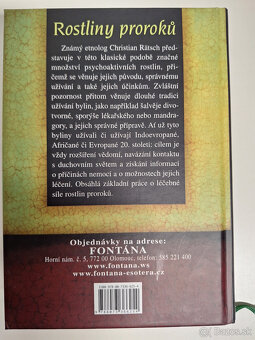 Rostliny proroků
Známý etnolog Christian Rätsch před-
stavuje v této klasické podobě značné
množství psychoaktivních rostlin, při-
čemž se věnuje jejich původu, správnému
užívání a také jejich účinkům. Zvláštní
pozornost přitom věnuje dlouhé tradici
užívání bylin, jako například šalvěje divo-
tvorné, sporýše lékařského nebo mandra-
gory, a jejich správné přípravě. Ať už tyto
byliny užívali či užívají Indoevropané,
Afričané či Evropané 20. století: cílem je
vždy rozšíření vědomí, navázání kontaktu
s duchovním světem a získání informací
o příčinách nemocí a o možnostech jejich
léčení. Obsáhlá základní práce o léčebné síle
rostlin proroků.
Objednávky na adrese:
FONTÁNA
Horní nám. č. 5, 772 00 Olomouc, telefon: 585 221 400
www.fontana.ws
www.fontana-esotera.cz
bazos.sk